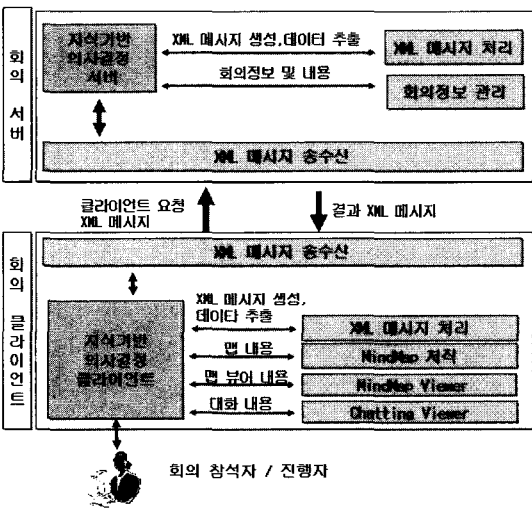 회의 서버
지식기반
의사결정
서버
XML 메시지 생성,데이터 추출
회의정보 및 내용
XML 메시지 처리
회의정보 관리
XML 메시지 송수신
클라이언트 요청
XML 메시지
결과 XML 메시지
회의 클라이언트
XML 메시지 송수신
지식기반
의사결정
클라이언트
XML 메시지 생성,
데이타 추출
맵 내용
맵 뷰어 내용
대화 내용
XML 메시지 처리
MindMap 저작
MindMap Viewer
Chatting Viewer
회의 참석자 / 진행자